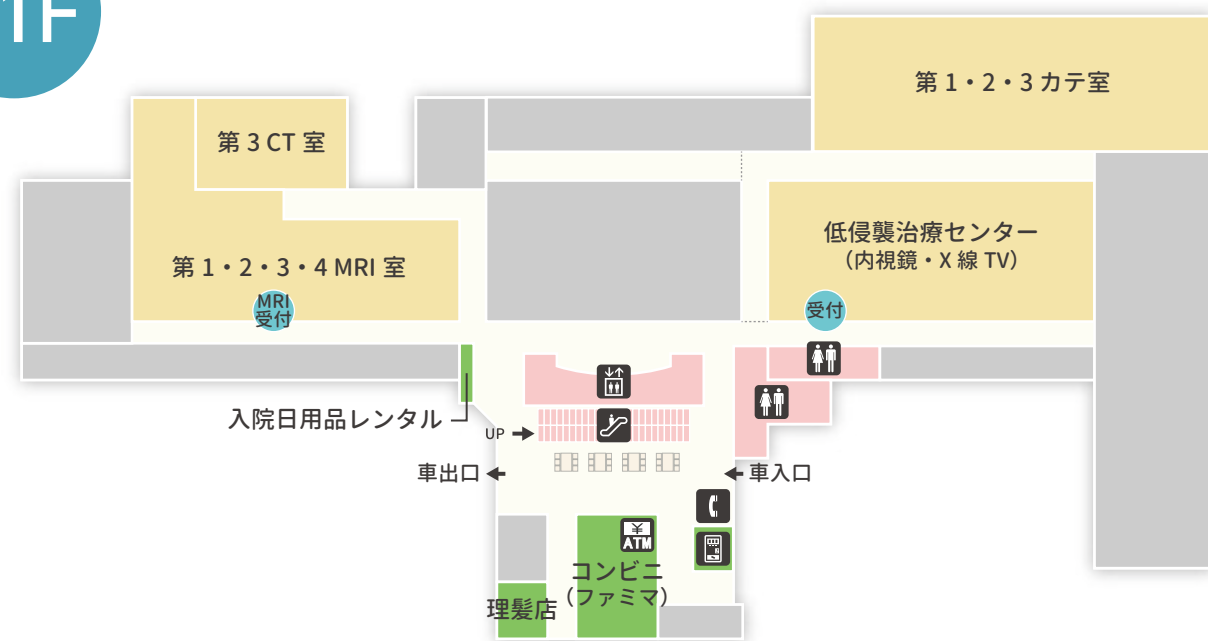 1F
第1・2・3 カテ室
第 3 CT 室
低侵襲治療センター
(内視鏡・X 線 TV)
第 1・2・3・4 MRI 室
MRI
受付
受付
入院日用品レンタル
UP
車出口
車入口
ATM
コンビニ
(ファミマ)
理髪店